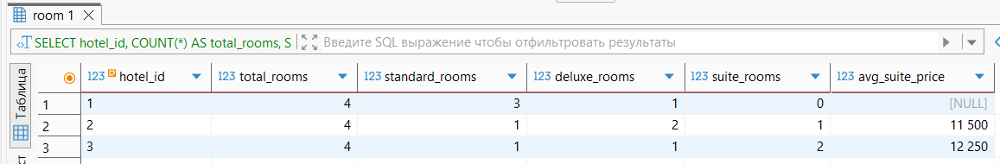 room 1
SELECT hotel_id, COUNT(*) AS total_rooms, S Введите SQL выражение чтобы отфильтровать результаты
Таблица
123 hotel_id 123 total_rooms 123 standard_rooms 123 deluxe_rooms 123 suite_rooms 123 avg_suite_price
1 1 4 3 1 0 [NULL]
2 2 4 1 2 1 11 500
3 3 4 1 1 2 12 250